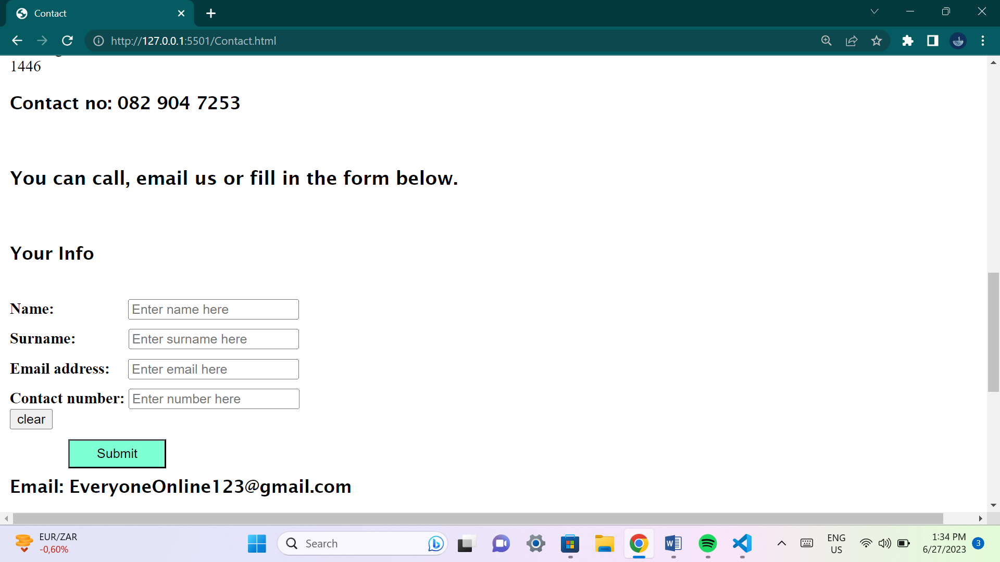 Contact
http://127.0.0.1:5501/Contact.html
1446
Contact no: 082 904 7253
You can call, email us or fill in the form below.
Your Info
Name: Enter name here
Surname: Enter surname here
Email address: Enter email here
Contact number: Enter number here
clear
Submit
Email: EveryoneOnline123@gmail.com
EUR/ZAR
-0,60%
Search
ENG
US
1:34 PM
6/27/2023
3